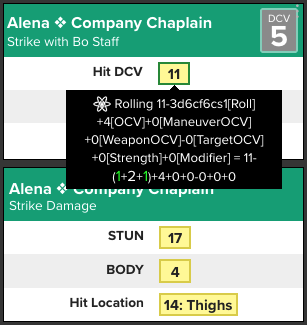 Alena ❖ Company Chaplain
Strike with Bo Staff
DCV
5
Hit DCV
11
Rolling 11-3d6cf6cs1[Roll]
+4[OCV]+0[ManeuverOCV]
+0[WeaponOCV]-0[TargetOCV]
+0[Strength]+0[Modifier] = 11-
(1+2+1)+4+0-0-0+0
Alena ❖ Company Chaplain
Strike Damage
STUN
17
BODY
4
Hit Location
14: Thighs